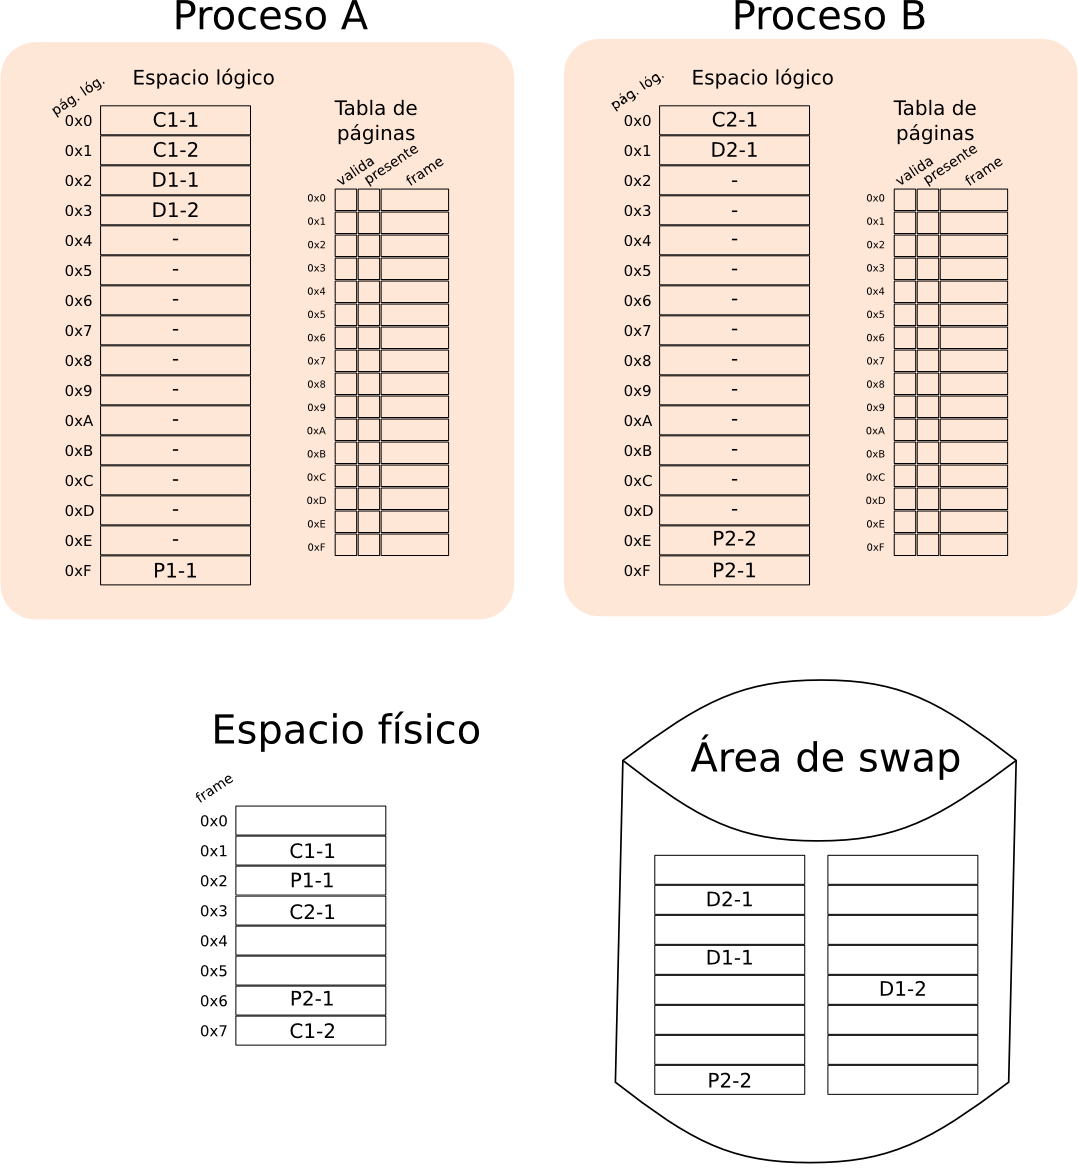 Proceso A
Espacio lógico
pág. lóg.
0x0 C1-1
0x1 C1-2
0x2 D1-1
0x3 D1-2
0x4 -
0x5 -
0x6 -
0x7 -
0x8 -
0x9 -
0xA -
0xB -
0xC -
0xD -
0xE -
0xF P1-1
Tabla de
páginas
valida presente frame
0x0
0x1
0x2
0x3
0x4
0x5
0x6
0x7
0x8
0x9
0xA
0xB
0xC
0xD
0xE
0xF
Proceso B
Espacio lógico
pág. lóg.
0x0 C2-1
0x1 D2-1
0x2 -
0x3 -
0x4 -
0x5 -
0x6 -
0x7 -
0x8 -
0x9 -
0xA -
0xB -
0xC -
0xD -
0xE P2-2
0xF P2-1
Tabla de
páginas
valida presente frame
0x0
0x1
0x2
0x3
0x4
0x5
0x6
0x7
0x8
0x9
0xA
0xB
0xC
0xD
0xE
0xF
Espacio físico
frame
0x0
0x1 C1-1
0x2 P1-1
0x3 C2-1
0x4
0x5
0x6 P2-1
0x7 C1-2
Área de swap
D2-1
D1-1
D1-2
P2-2